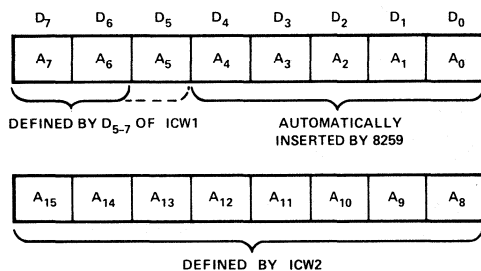 D7 D6 D5 D4 D3 D2 D1 D0
A7 A6 A5 A4 A3 A2 A1 A0
DEFINED BY D5-7 OF ICW1
AUTOMATICALLY
INSERTED BY 8259
A15 A14 A13 A12 A11 A10 A9 A8
DEFINED BY ICW2